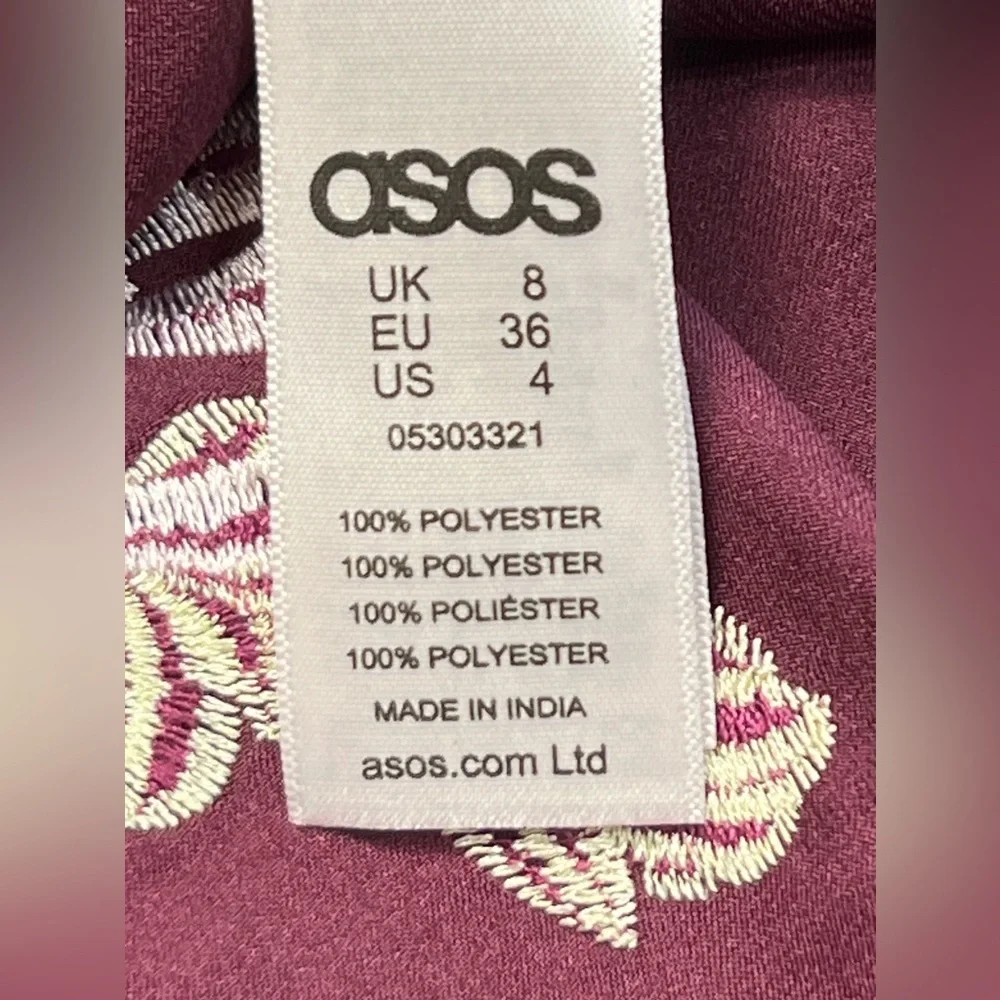 asos
UK 8
EU 36
US 4
05303321
100% POLYESTER
100% POLYESTER
100% POLIÉSTER
100% POLYESTER
MADE IN INDIA
asos.com Ltd